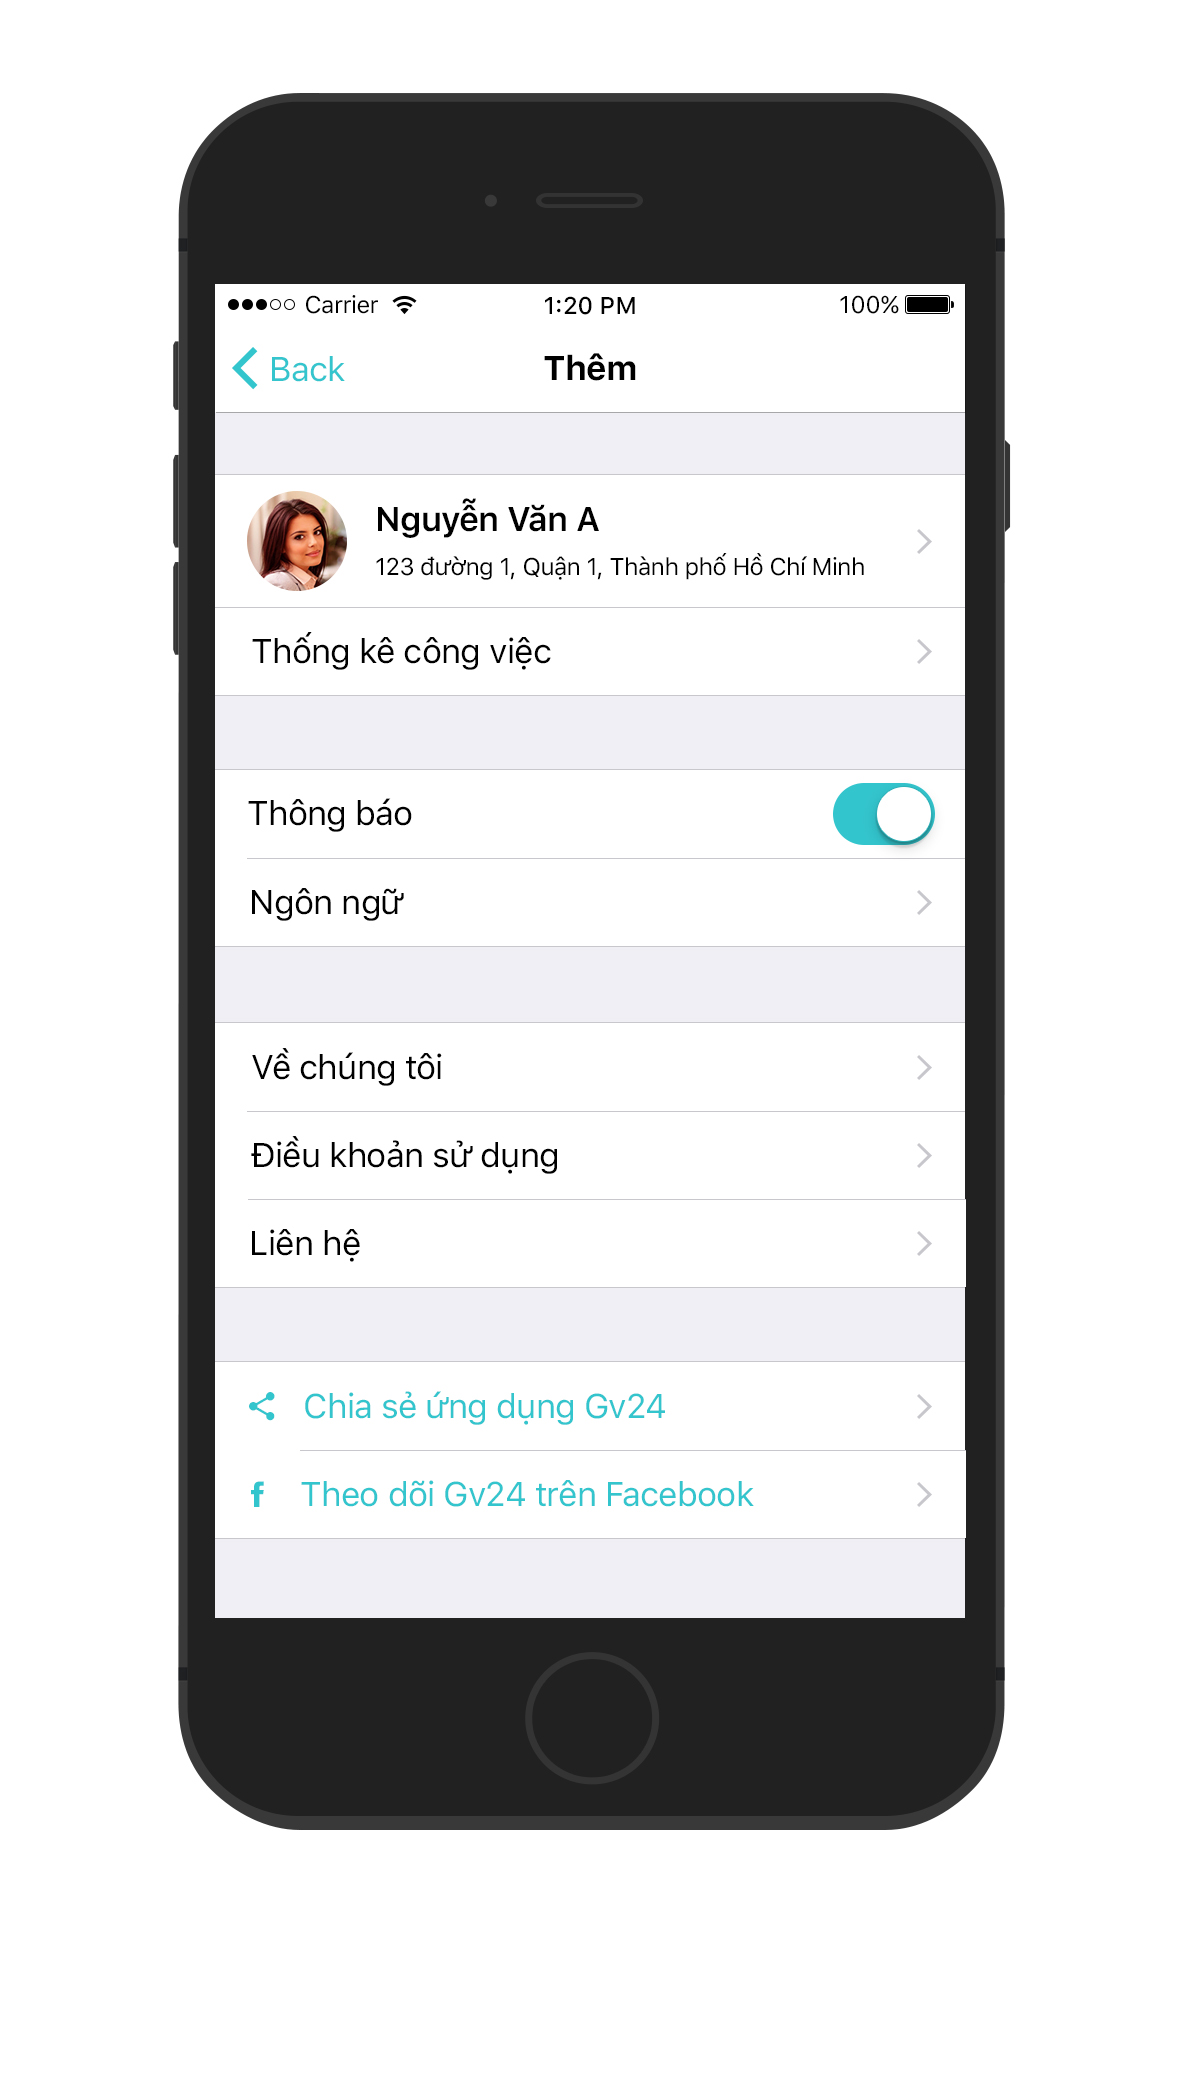 Carrier 1:20 PM 100%
Back Thêm
Nguyễn Văn A
123 đường 1, Quận 1, Thành phố Hồ Chí Minh
Thống kê công việc
Thông báo
Ngôn ngữ
Về chúng tôi
Điều khoản sử dụng
Liên hệ
Chia sẻ ứng dụng Gv24
f Theo dõi Gv24 trên Facebook